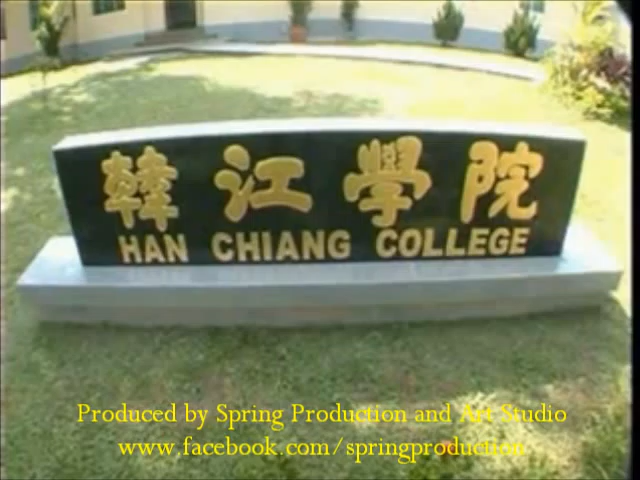 韓江學院
HAN CHIANG COLLEGE
Produced by Spring Production and Art Studio
www.facebook.com/springproduction